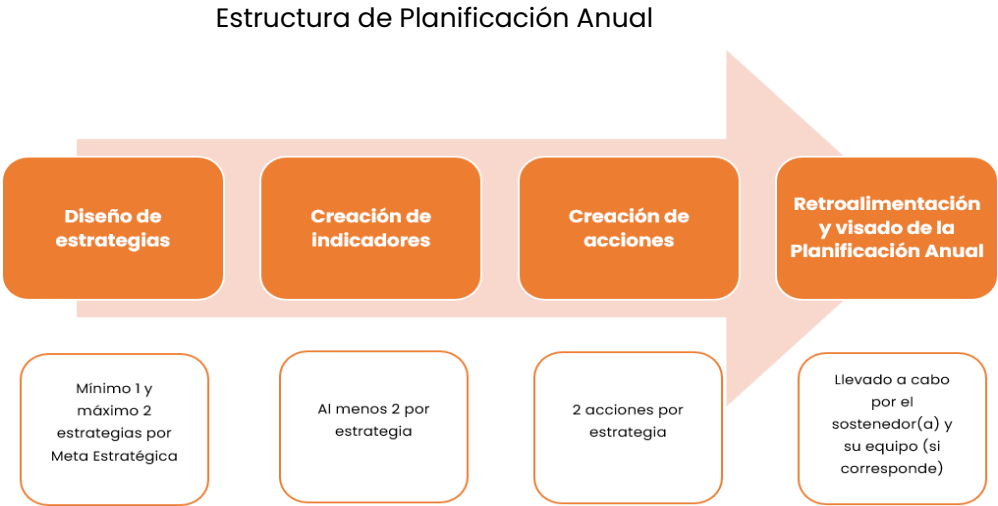 Estructura de Planificación Anual
Diseño de
estrategias
Creación de
indicadores
Creación de
acciones
Retroalimentación
y visado de la
Planificación Anual
Mínimo 1 y
máximo 2
estrategias por
Meta Estratégica
Al menos 2 por
estrategia
2 acciones por
estrategia
Llevado a cabo
por el
sostenedor(a) y
su equipo (si
corresponde)